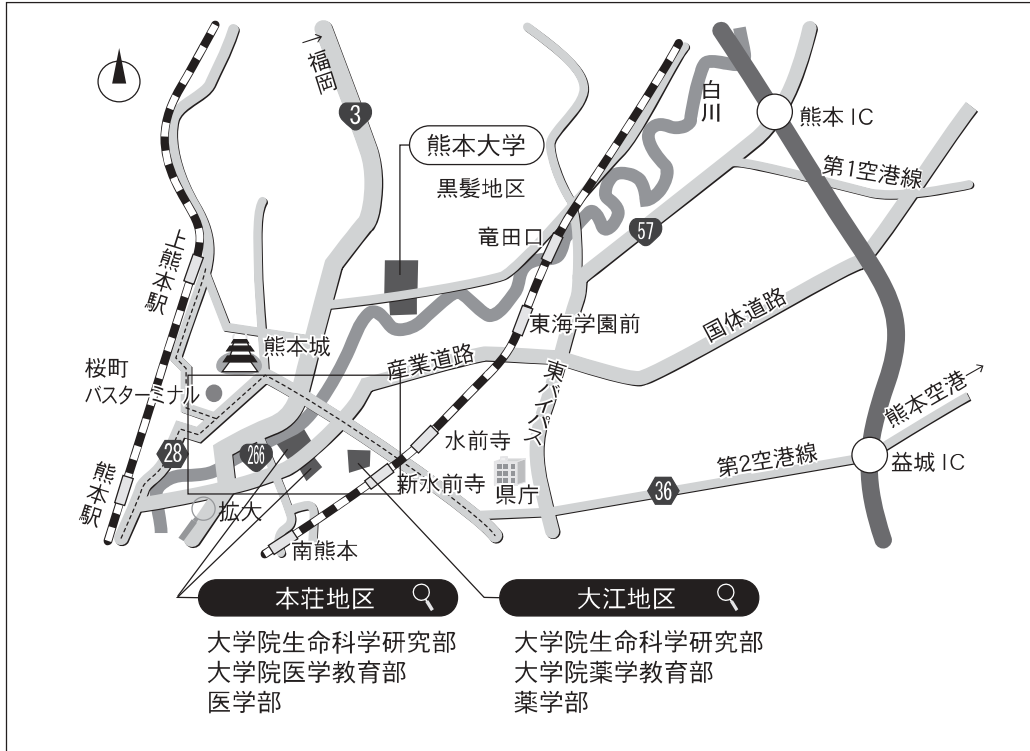 →福岡
3
白川
熊本IC
熊本大学
黒髪地区
第1空港線
竜田口
57
上熊本駅
東海学園前
国体道路
熊本城
産業道路
桜町
バスターミナル
東バイパス
熊本空港→
水前寺
28
266
第2空港線
益城IC
新水前寺
県庁
36
熊本駅
拡大
南熊本
本荘地区
大学院生命科学研究部
大学院医学教育部
医学部
大江地区
大学院生命科学研究部
大学院薬学教育部
薬学部